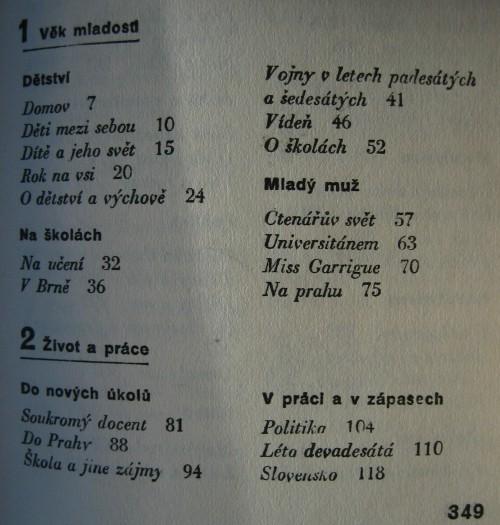 1 Věk mladosti
Dětství
Domov 7
Děti mezi sebou 10
Dítě a jeho svět 15
Rok na vsi 20
O dětství a výchově 24
Na školách
Na učení 32
V Brně 36
Vojny v letech padesátých
a šedesátých 41
Vídeň 46
O školách 52
Mladý muž
Ctenářův svět 57
Universitánem 63
Miss Garrigue 70
Na prahu 75
2 Život a práce
Do nových úkolů
Soukromý docent 81
Do Prahy 88
Škola a jine zájmy 94
V práci a v zápasech
Politika 104
Léto devadesátá 110
Slovensko 118
349